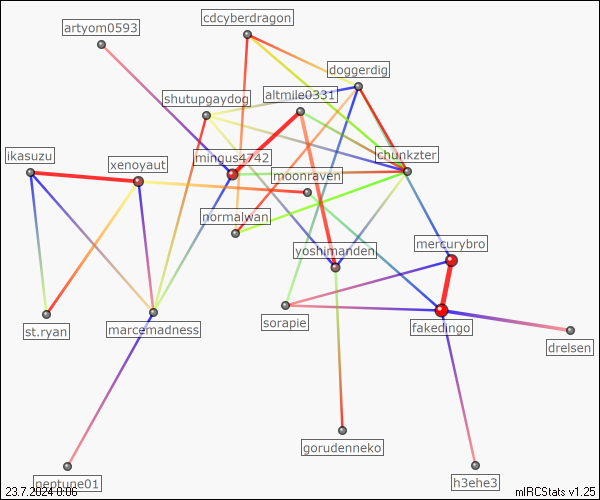 cdcyberdragon
artyom0593
doggerdig
altmile0331
shutupgaydog
ikasuzu
xenoyaut
mingus4742
chunkzter
moonraven
normalwan
yoshimanden
mercurybro
sorapie
st.ryan
marcemadness
fakedingo
drelsen
gorudenneko
neptune01
h3ehe3
23.7.2024 0:06
mIRCStats v1.25